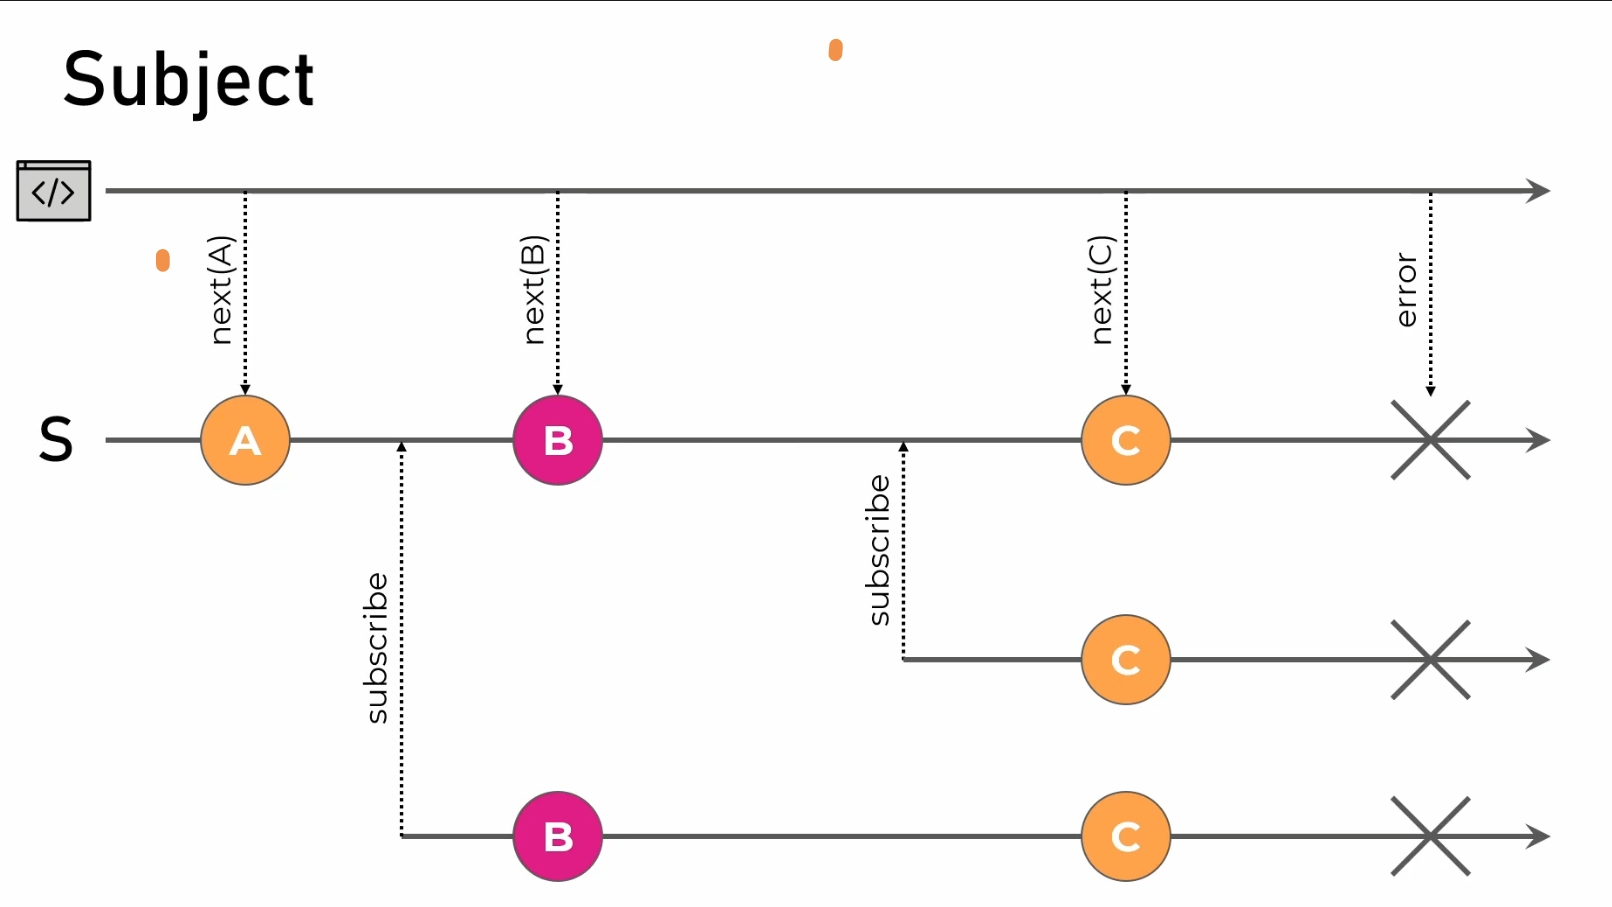 Subject
</>
next(A)
next(B)
next(C)
error
S
A
B
C
subscribe
subscribe
C
B
C